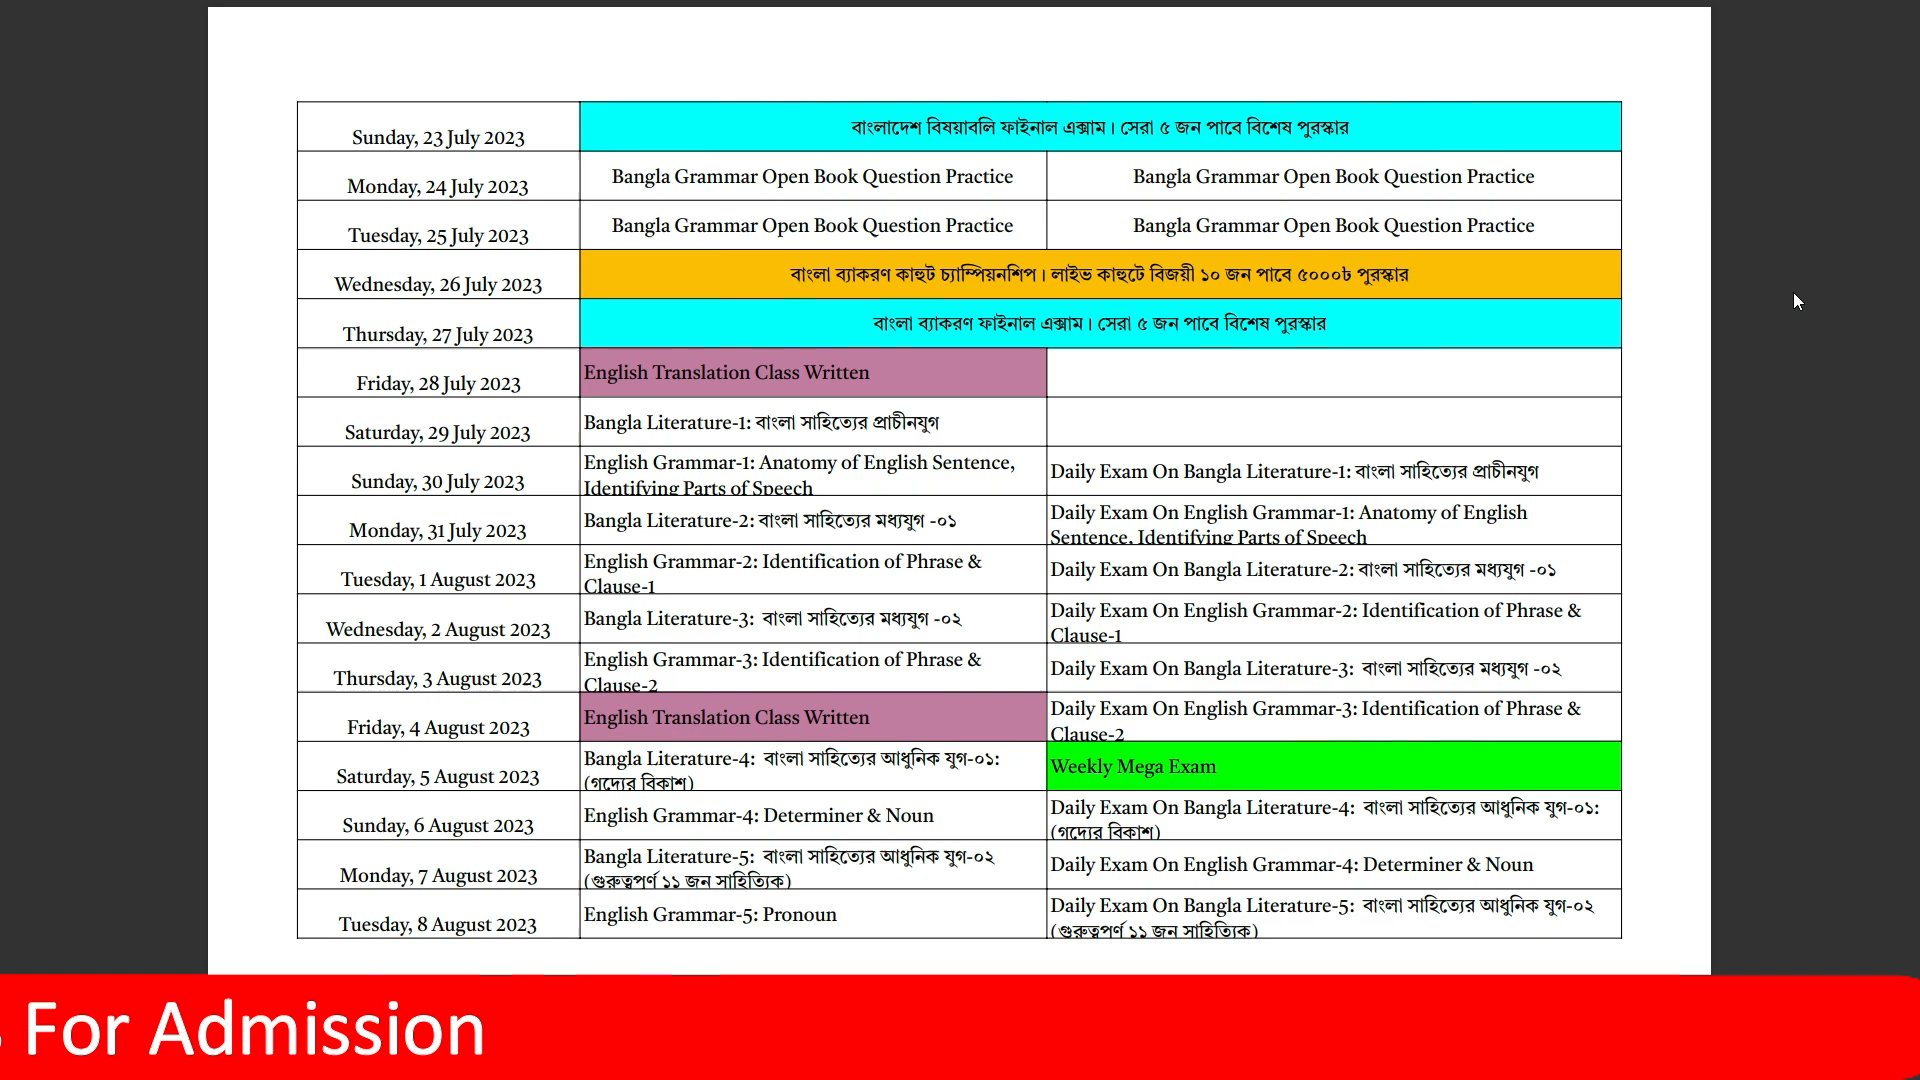 Sunday, 23 July 2023
বাংলাদেশ বিষয়াবলি ফাইনাল এক্সাম। সেরা ৫ জন পাবে বিশেষ পুরস্কার
Monday, 24 July 2023
Bangla Grammar Open Book Question Practice
Bangla Grammar Open Book Question Practice
Tuesday, 25 July 2023
Bangla Grammar Open Book Question Practice
Bangla Grammar Open Book Question Practice
Wednesday, 26 July 2023
বাংলা ব্যাকরণ কাহুট চ্যাম্পিয়নশিপ। লাইভ কাহুটে বিজয়ী ১০ জন পাবে ৫০০০৳ পুরস্কার
Thursday, 27 July 2023
বাংলা ব্যাকরণ ফাইনাল এক্সাম। সেরা ৫ জন পাবে বিশেষ পুরস্কার
Friday, 28 July 2023
English Translation Class Written
Saturday, 29 July 2023
Bangla Literature-1: বাংলা সাহিত্যের প্রাচীনযুগ
Sunday, 30 July 2023
English Grammar-1: Anatomy of English Sentence,
Identifying Parts of Speech
Daily Exam On Bangla Literature-1: বাংলা সাহিত্যের প্রাচীনযুগ
Monday, 31 July 2023
Bangla Literature-2: বাংলা সাহিত্যের মধ্যযুগ -০১
Daily Exam On English Grammar-1: Anatomy of English
Sentence, Identifying Parts of Speech
Tuesday, 1 August 2023
English Grammar-2: Identification of Phrase &
Clause-1
Daily Exam On Bangla Literature-2: বাংলা সাহিত্যের মধ্যযুগ -০১
Wednesday, 2 August 2023
Bangla Literature-3: বাংলা সাহিত্যের মধ্যযুগ -০২
Daily Exam On English Grammar-2: Identification of Phrase &
Clause-1
Thursday, 3 August 2023
English Grammar-3: Identification of Phrase &
Clause-2
Daily Exam On Bangla Literature-3: বাংলা সাহিত্যের মধ্যযুগ -০২
Friday, 4 August 2023
English Translation Class Written
Daily Exam On English Grammar-3: Identification of Phrase &
Clause-2
Saturday, 5 August 2023
Bangla Literature-4: বাংলা সাহিত্যের আধুনিক যুগ-০১:
(গদ্যের বিকাশ)
Weekly Mega Exam
Sunday, 6 August 2023
English Grammar-4: Determiner & Noun
Daily Exam On Bangla Literature-4: বাংলা সাহিত্যের আধুনিক যুগ-০১:
(গদ্যের বিকাশ)
Monday, 7 August 2023
Bangla Literature-5: বাংলা সাহিত্যের আধুনিক যুগ-০২
(গুরুত্বপূর্ণ ১১ জন সাহিত্যিক)
Daily Exam On English Grammar-4: Determiner & Noun
Tuesday, 8 August 2023
English Grammar-5: Pronoun
Daily Exam On Bangla Literature-5: বাংলা সাহিত্যের আধুনিক যুগ-০২
(গুরুত্বপূর্ণ ১১ জন সাহিত্যিক)
For Admission